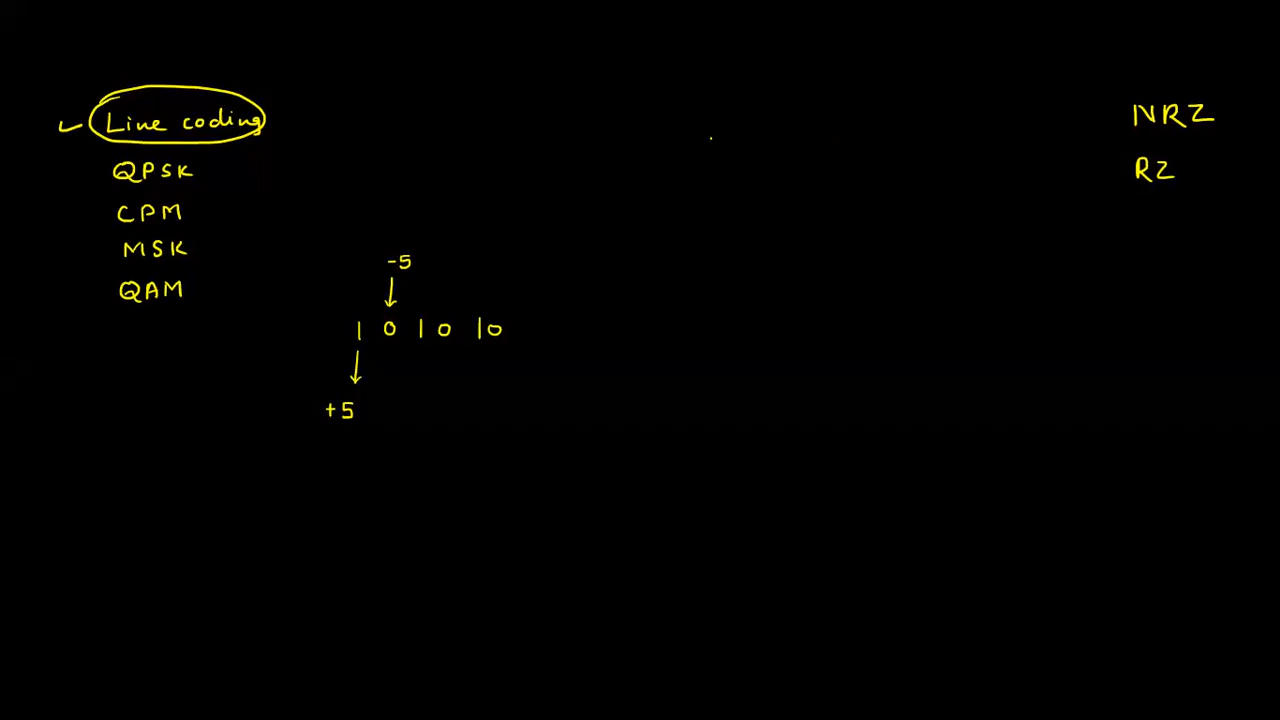 Line coding
QPSK
CPM
MSK
QAM
-5
1 0 1 0 1 0
+5
NRZ
RZ